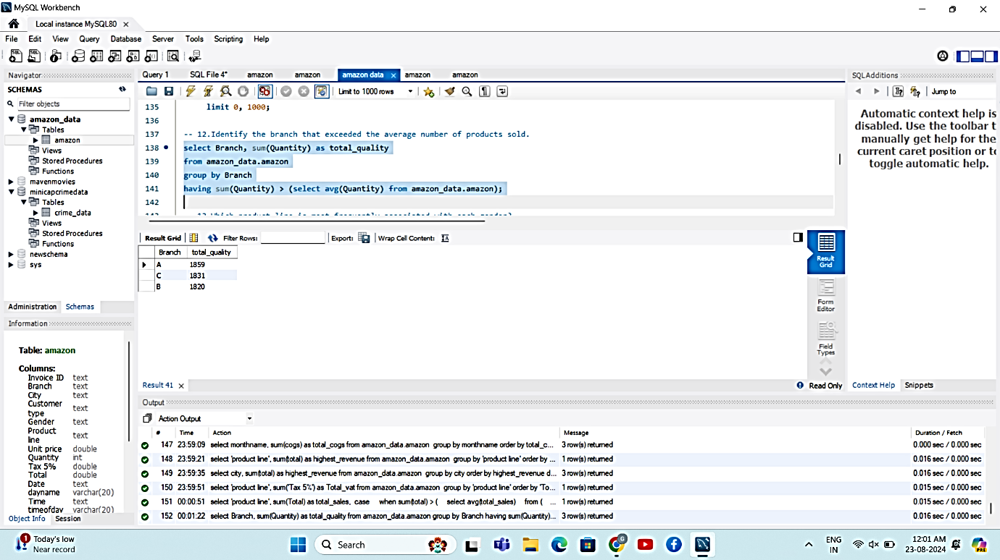 MySQL Workbench
Local instance MySQL80
File Edit View Query Database Server Tools Scripting Help
Navigator
SCHEMAS
Filter objects
amazon_data
Tables
amazon
Views
Stored Procedures
Functions
mavenmovies
minicapcrimedata
Tables
crime_data
Views
Stored Procedures
Functions
newschema
sys
Administration Schemas
Information
Table: amazon
Columns:
Invoice ID text
Branch text
City text
Customer type text
Gender text
Product line text
Unit price double
Quantity int
Tax 5% double
Total double
Date text
dayname varchar(20)
Time text
timeofday varchar(20)
Object Info Session
Query 1 SQL File 4* amazon amazon amazon data amazon amazon
Limit to 1000 rows
135 limit 0, 1000;
136
137 -- 12.Identify the branch that exceeded the average number of products sold.
138 select Branch, sum(Quantity) as total_quality
139 from amazon_data.amazon
140 group by Branch
141 having sum(Quantity) > (select avg(Quantity) from amazon_data.amazon);
142
Result Grid Filter Rows: Export: Wrap Cell Content:
Branch total_quality
A 1859
C 1831
B 1820
Result Grid
Form Editor
Field Types
Result 41
Read Only
Output
Action Output
# Time Action Message Duration / Fetch
147 23:59:09 select monthname, sum(cogs) as total_cogs from amazon_data.amazon group by monthname order by total_c... 3 row(s) returned 0.000 sec / 0.000 sec
148 23:59:21 select 'product line', sum(total) as highest_revenue from amazon_data.amazon group by 'product line' order by ... 1 row(s) returned 0.016 sec / 0.000 sec
149 23:59:35 select city, sum(total) as highest_revenue from amazon_data.amazon group by city order by highest_revenue d... 3 row(s) returned 0.016 sec / 0.000 sec
150 23:59:51 select 'product line', sum('Tax 5%') as Total_vat from amazon_data.amazon group by 'product line' order by 'To... 1 row(s) returned 0.015 sec / 0.000 sec
151 00:00:51 select 'product line', sum(Total) as total_sales, case when sum(total) > ( select avg(total_sales) from ( ... 1 row(s) returned 0.015 sec / 0.000 sec
152 00:01:22 select Branch, sum(Quantity) as total_quality from amazon_data.amazon group by Branch having sum(Quantity)... 3 row(s) returned 0.016 sec / 0.000 sec
SQLAdditions
Jump to
Automatic context help is
disabled. Use the toolbar t
manually get help for the
current caret position or to
toggle automatic help.
Context Help Snippets
1
Today's low
Near record
Search
ENG
IN
12:01 AM
23-08-2024
PRE